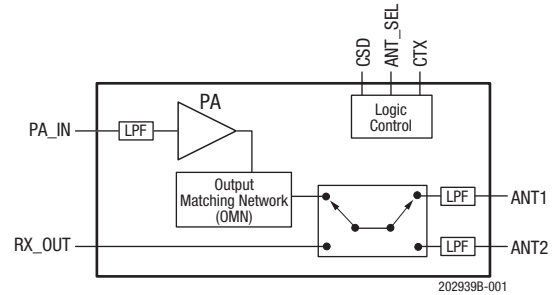 CSD
ANT_SEL
CTX
PA
Logic
Control
PA_IN
LPF
Output
Matching Network
(OMN)
LPF
ANT1
RX_OUT
LPF
ANT2
202939B-001